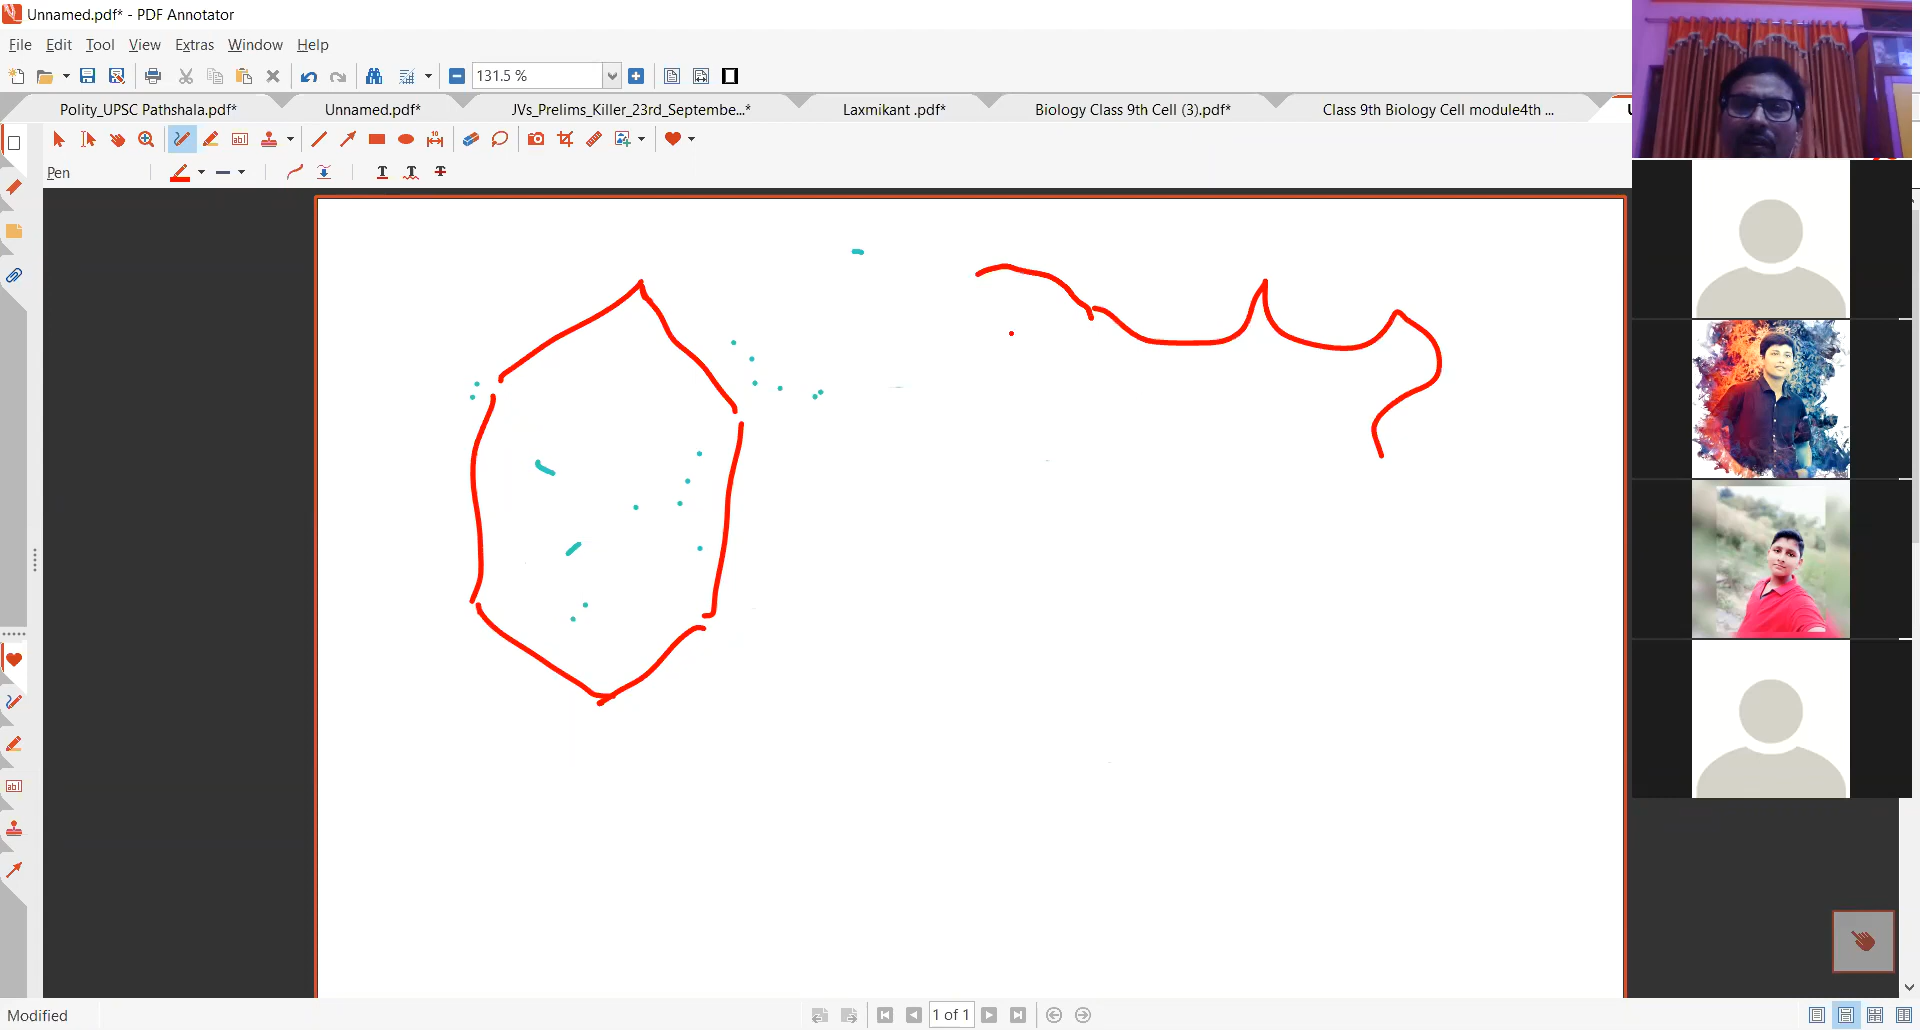 Unnamed.pdf* - PDF Annotator
File Edit Tool View Extras Window Help
131.5 %
Polity_UPSC Pathshala.pdf* Unnamed.pdf* JVs_Prelims_Killer_23rd_Septembe...* Laxmikant .pdf* Biology Class 9th Cell (3).pdf* Class 9th Biology Cell module4th ... U
Pen
Modified
1 of 1